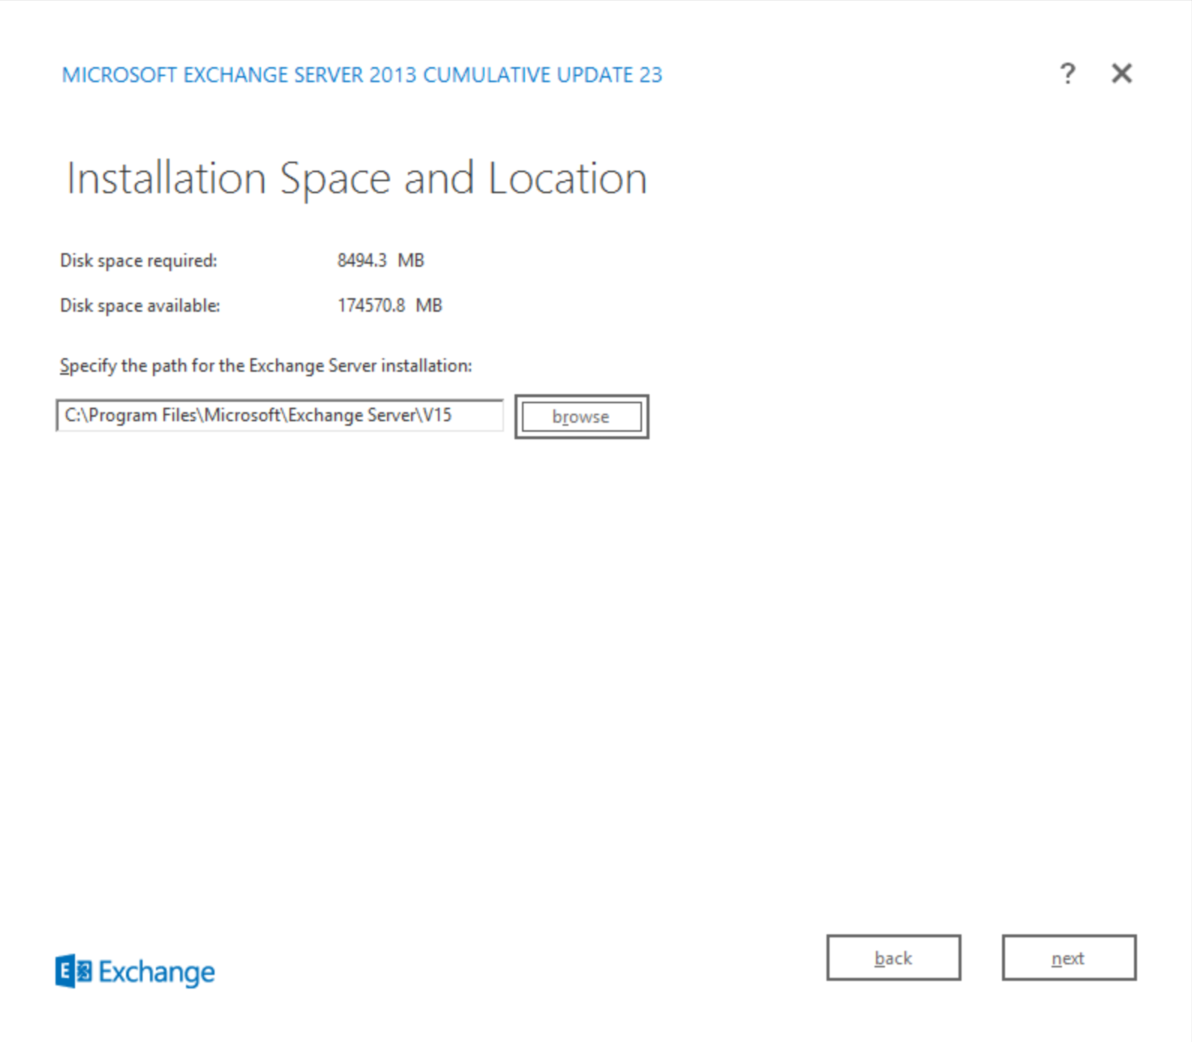 MICROSOFT EXCHANGE SERVER 2013 CUMULATIVE UPDATE 23 ? ✕
Installation Space and Location
Disk space required: 8494.3 MB
Disk space available: 174570.8 MB
Specify the path for the Exchange Server installation:
C:\Program Files\Microsoft\Exchange Server\V15 browse
E Exchange back next